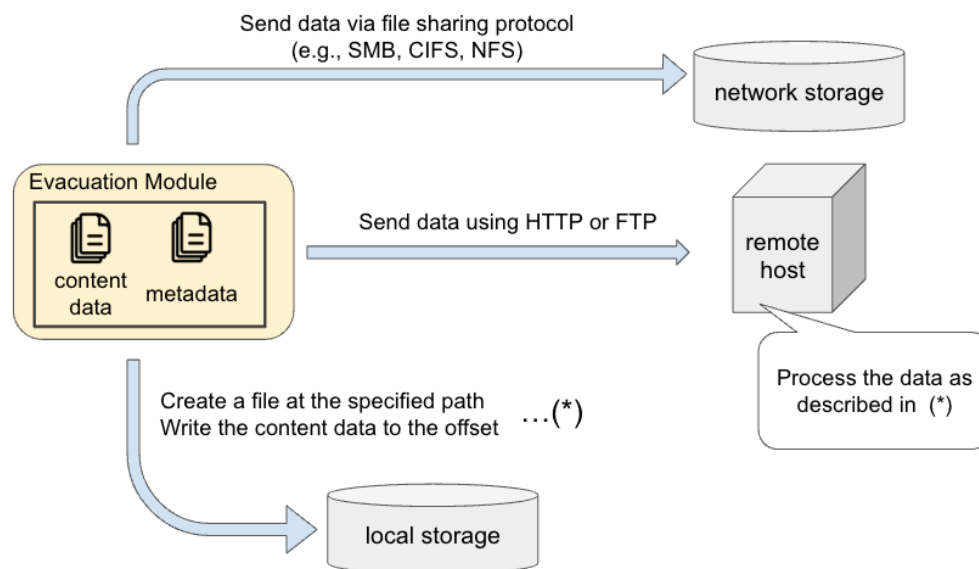 Send data via file sharing protocol
(e.g., SMB, CIFS, NFS)
network storage
Evacuation Module
content
data
metadata
Send data using HTTP or FTP
remote
host
Process the data as
described in (*)
Create a file at the specified path
Write the content data to the offset …(*)
local storage